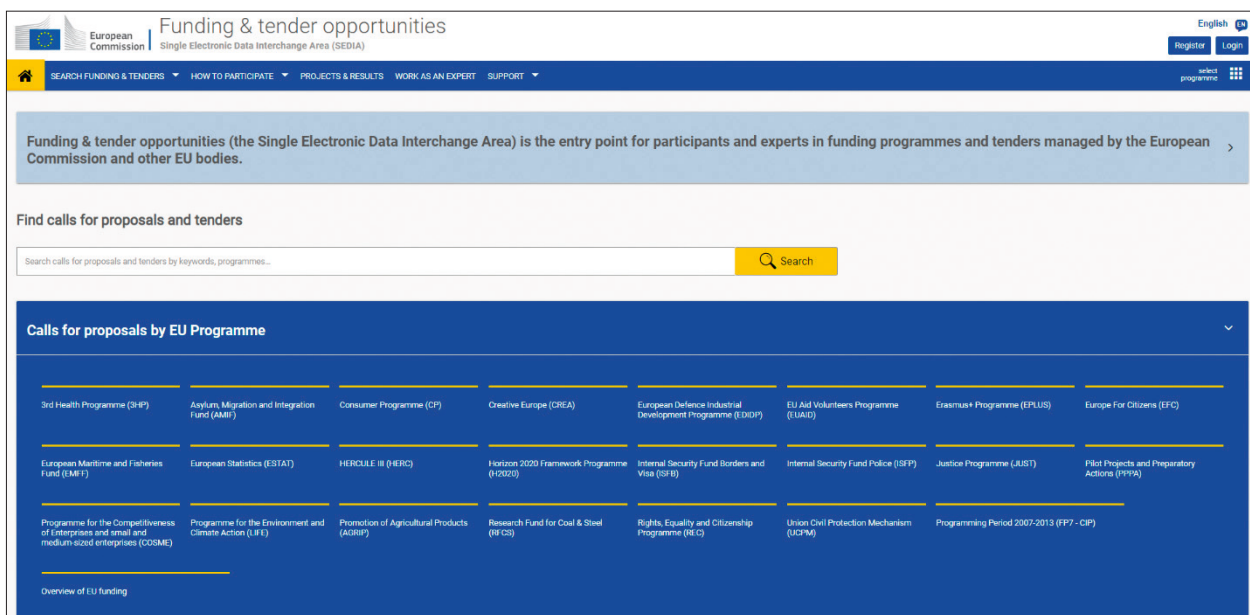 European
Commission
Funding & tender opportunities
Single Electronic Data Interchange Area (SEDIA)
English EN
Register Login
SEARCH FUNDING & TENDERS HOW TO PARTICIPATE PROJECTS & RESULTS WORK AS AN EXPERT SUPPORT
select
programme
Funding & tender opportunities (the Single Electronic Data Interchange Area) is the entry point for participants and experts in funding programmes and tenders managed by the European
Commission and other EU bodies.
Find calls for proposals and tenders
Search calls for proposals and tenders by keywords, programmes...
Search
Calls for proposals by EU Programme
3rd Health Programme (3HP)
Asylum, Migration and Integration
Fund (AMIF)
Consumer Programme (CP)
Creative Europe (CREA)
European Defence Industrial
Development Programme (EDIDP)
EU Aid Volunteers Programme
(EUAID)
Erasmus+ Programme (EPLUS)
Europe For Citizens (EFC)
European Maritime and Fisheries
Fund (EMFF)
European Statistics (ESTAT)
HERCULE III (HERC)
Horizon 2020 Framework Programme
(H2020)
Internal Security Fund Borders and
Visa (ISFB)
Internal Security Fund Police (ISFP)
Justice Programme (JUST)
Pilot Projects and Preparatory
Actions (PPPA)
Programme for the Competitiveness
of Enterprises and small and
medium-sized enterprises (COSME)
Programme for the Environment and
Climate Action (LIFE)
Promotion of Agricultural Products
(AGRIP)
Research Fund for Coal & Steel
(RFCS)
Rights, Equality and Citizenship
Programme (REC)
Union Civil Protection Mechanism
(UCPM)
Programming Period 2007-2013 (FP7 - CIP)
Overview of EU funding